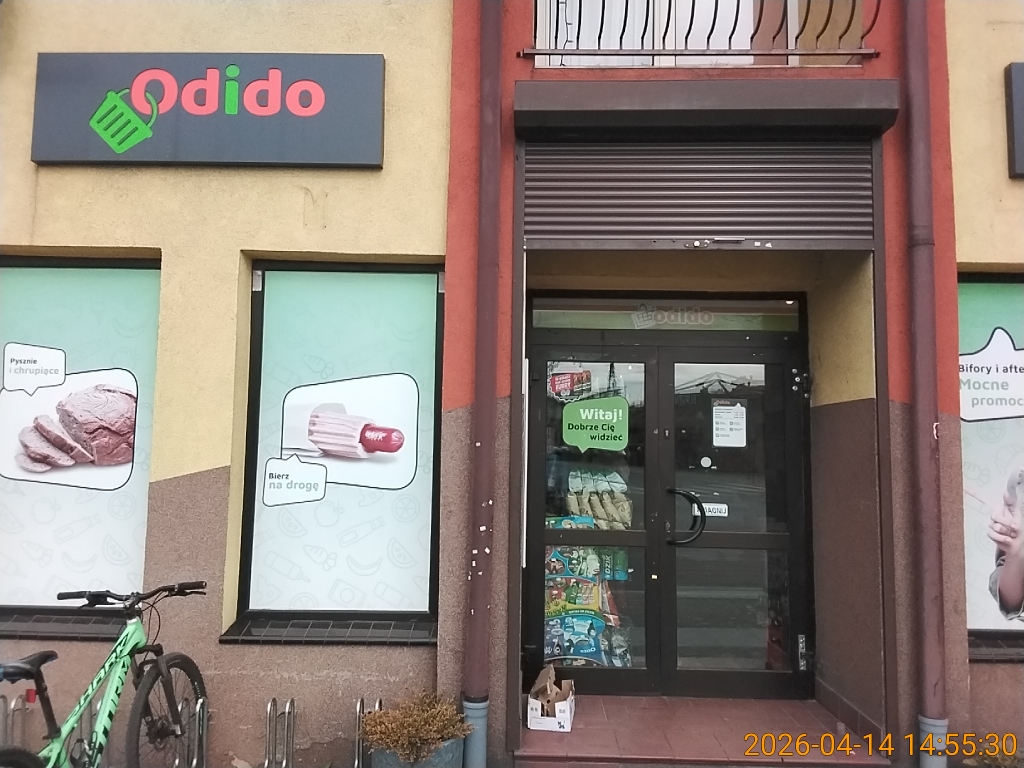 Odido
Odido
Pysznie
i chrupiące
Bierz
na drogę
Witaj!
Dobrze Cię
widzieć
Bifory i afte
Mocne
promoc
2026-04-14 14:55:30